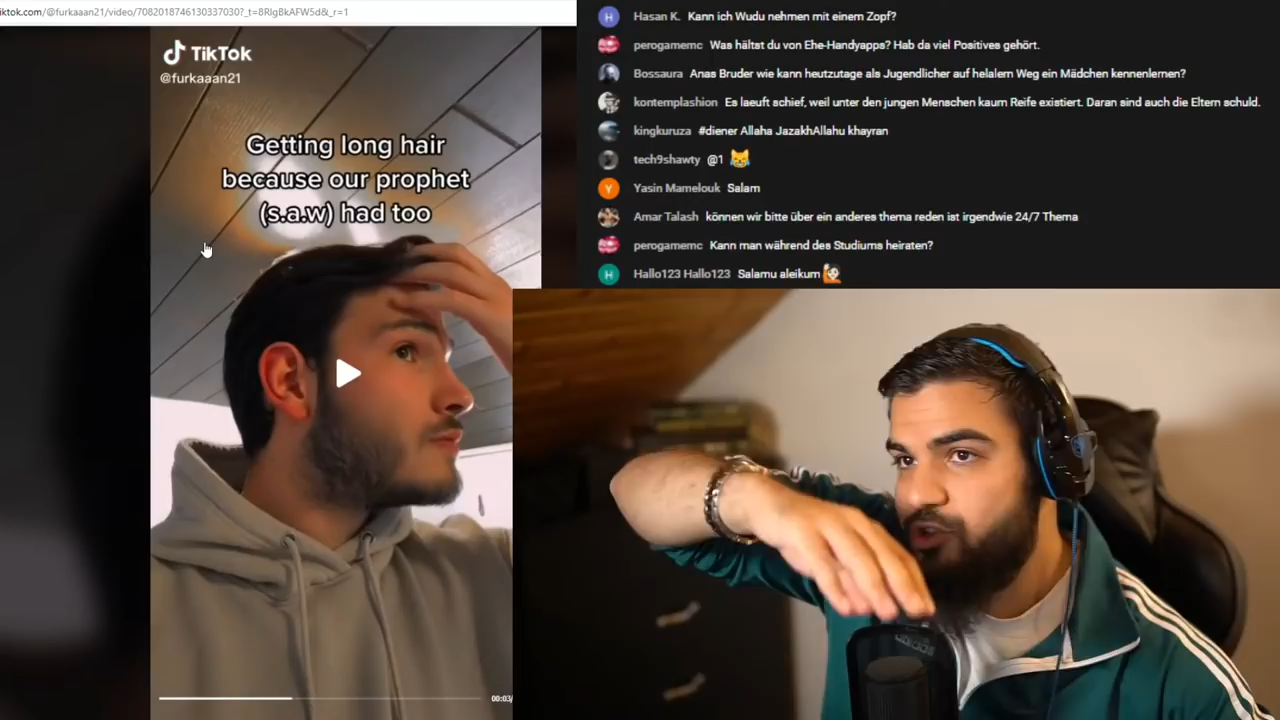 iktok.com/@furkaaan21/video/7082018746130337030?_t=8RlgBkAFW5d&_r=1
TikTok
@furkaaan21
Getting long hair
because our prophet
(s.a.w) had too
00:03/
H Hasan K. Kann ich Wudu nehmen mit einem Zopf?
perogamemc Was hältst du von Ehe-Handyapps? Hab da viel Positives gehört.
Bossaura Anas Bruder wie kann heutzutage als Jugendlicher auf helalem Weg ein Mädchen kennenlernen?
kontemplashion Es laeuft schief, weil unter den jungen Menschen kaum Reife existiert. Daran sind auch die Eltern schuld.
kingkuruza #diener Allaha JazakhAllahu khayran
tech9shawty @1 😹
Y Yasin Mamelouk Salam
Amar Talash können wir bitte über ein anderes thema reden ist irgendwie 24/7 Thema
perogamemc Kann man während des Studiums heiraten?
H Hallo123 Hallo123 Salamu aleikum 🙋